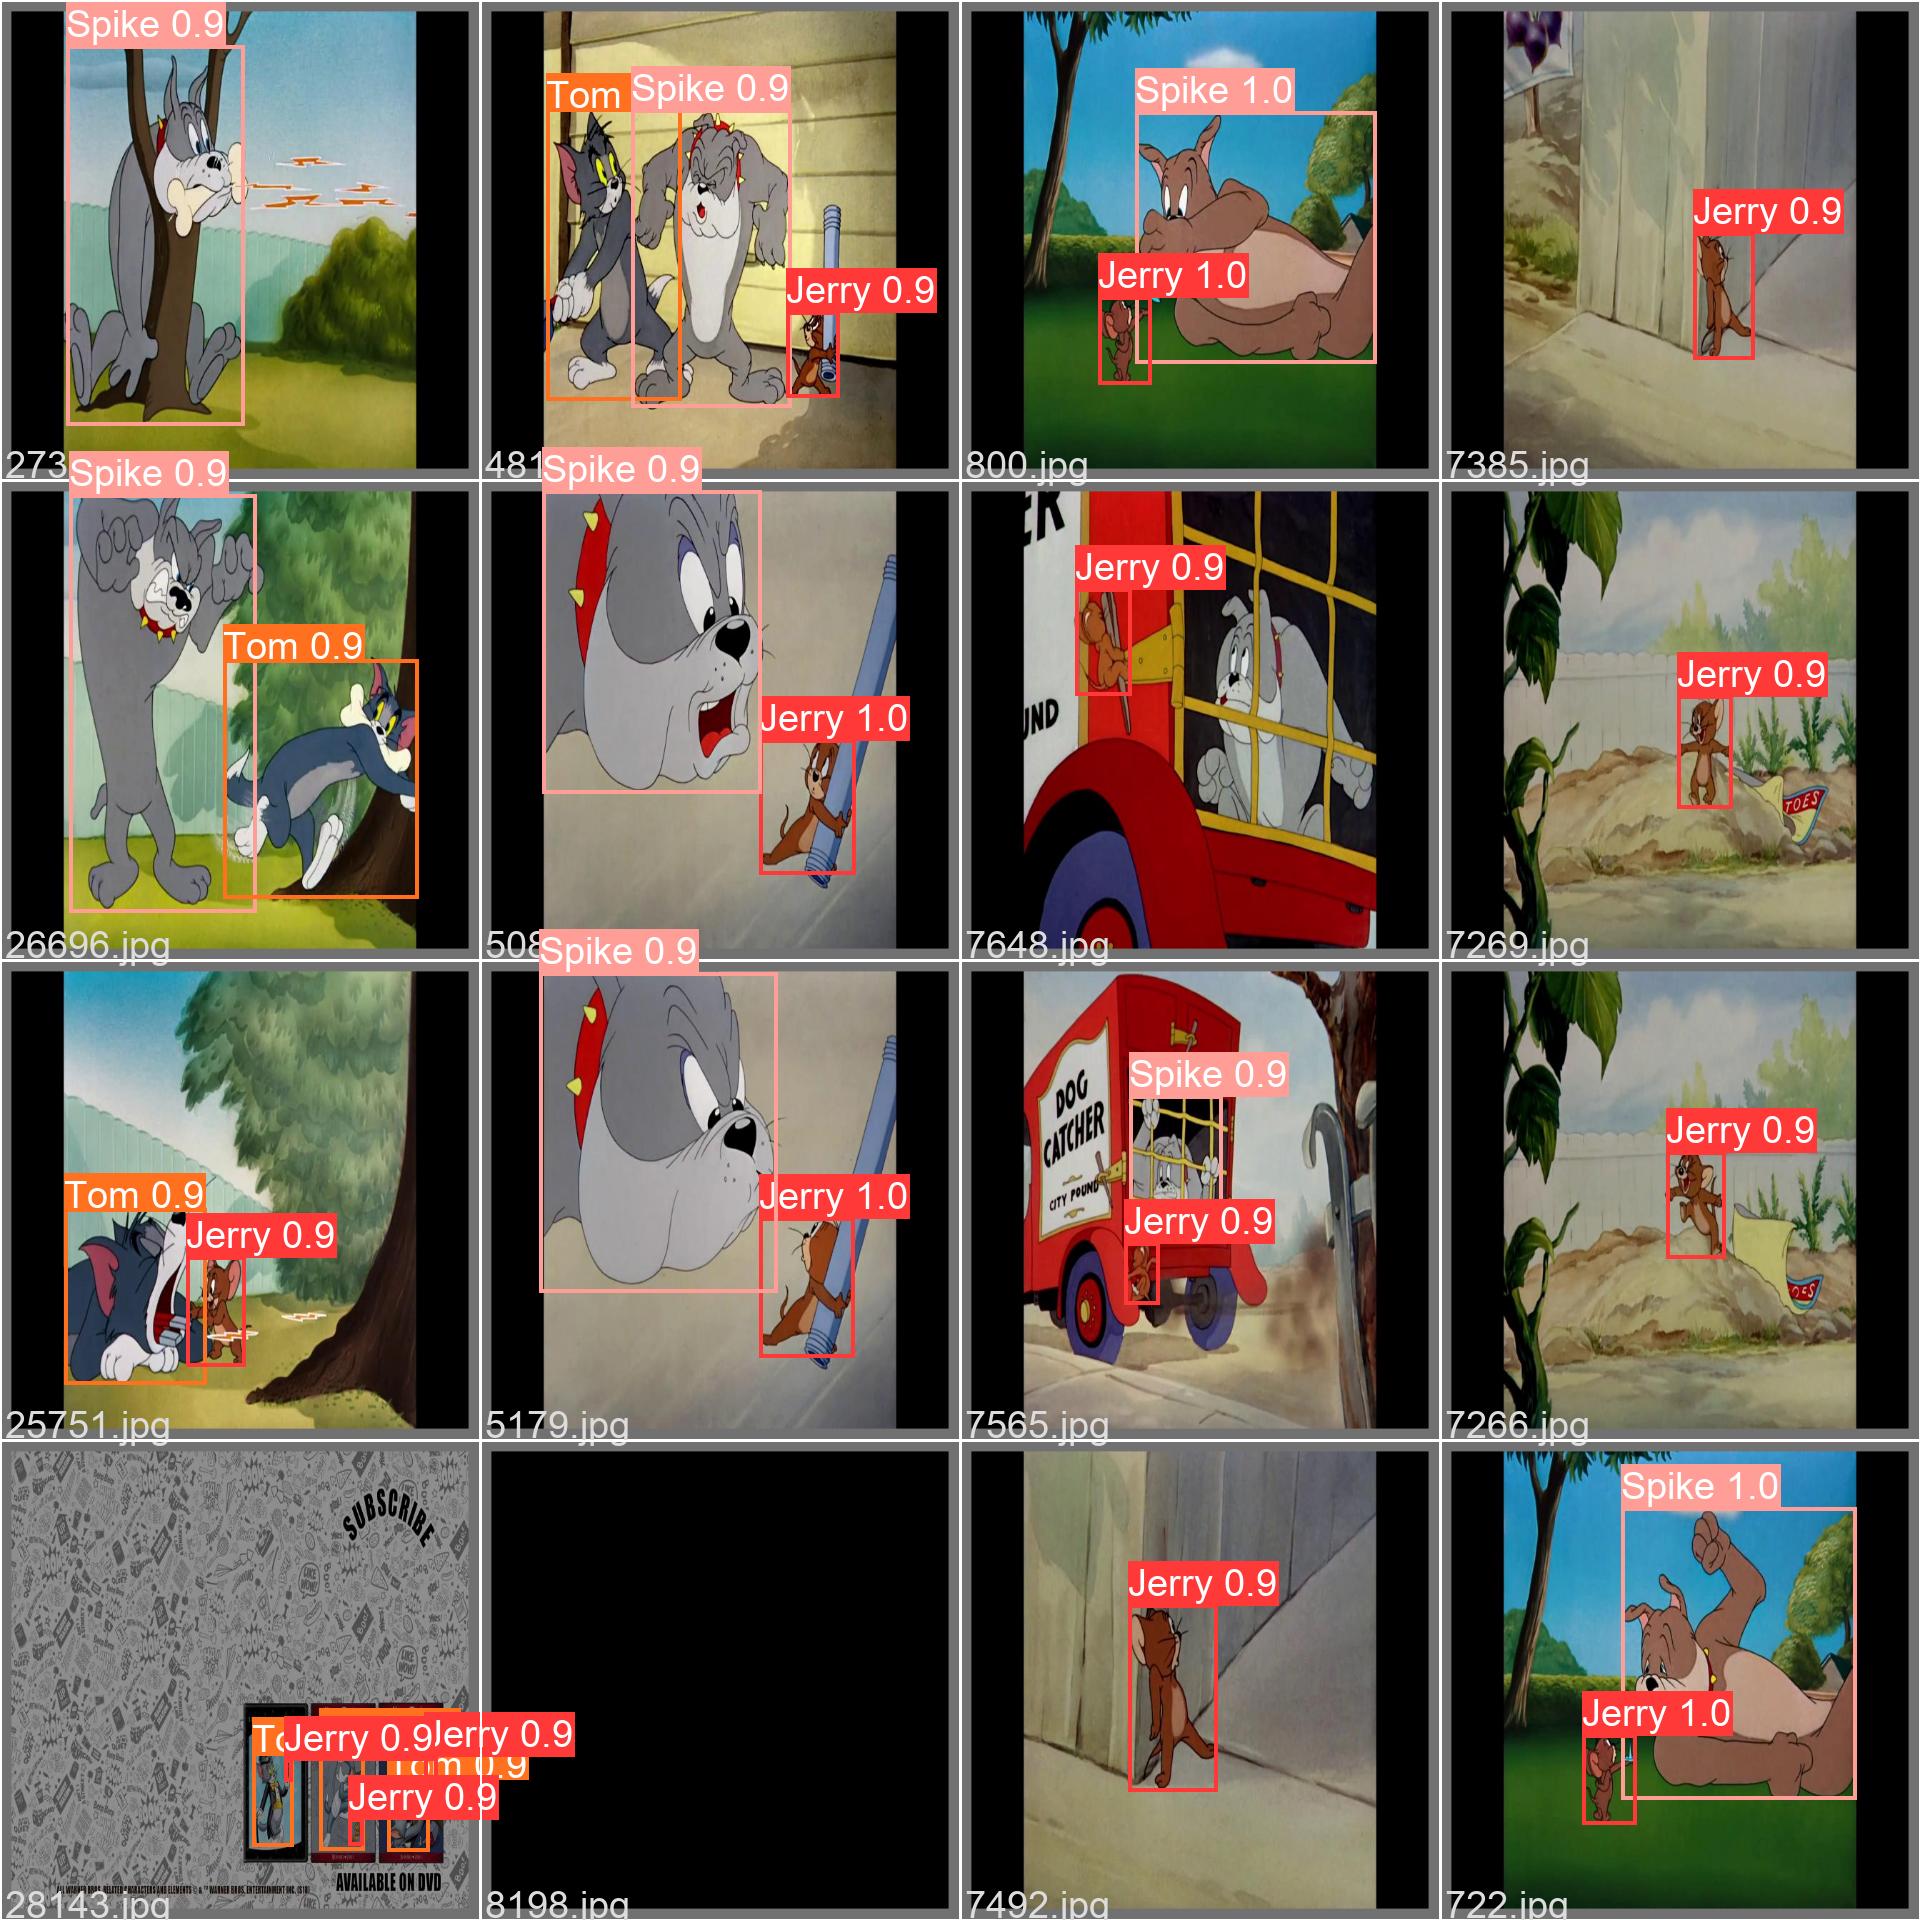 Spike 0.9
273
Tom
Spike 0.9
Jerry 0.9
481
Spike 1.0
Jerry 1.0
800.jpg
Jerry 0.9
7385.jpg
Spike 0.9
Tom 0.9
26696.jpg
Spike 0.9
Jerry 1.0
508
ER
Jerry 0.9
UND
7648.jpg
Jerry 0.9
TOES
7269.jpg
Tom 0.9
Jerry 0.9
25751.jpg
Spike 0.9
Jerry 1.0
5179.jpg
Spike 0.9
DOG
CATCHER
CITY POUND
Jerry 0.9
7565.jpg
Jerry 0.9
OES
7266.jpg
SUBSCRIBE
To
Jerry 0.9
Jerry 0.9
Tom 0.9
Jerry 0.9
AVAILABLE ON DVD
28143.jpg
8198.jpg
Jerry 0.9
7492.jpg
Spike 1.0
Jerry 1.0
722.jpg